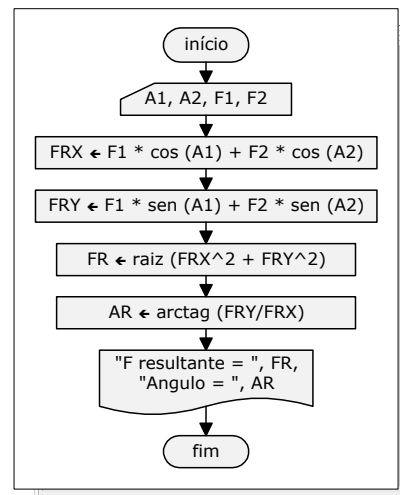 início
A1, A2, F1, F2
FRX ← F1 * cos (A1) + F2 * cos (A2)
FRY ← F1 * sen (A1) + F2 * sen (A2)
FR ← raiz (FRX^2 + FRY^2)
AR ← arctag (FRY/FRX)
"F resultante = ", FR,
"Angulo = ", AR
fim